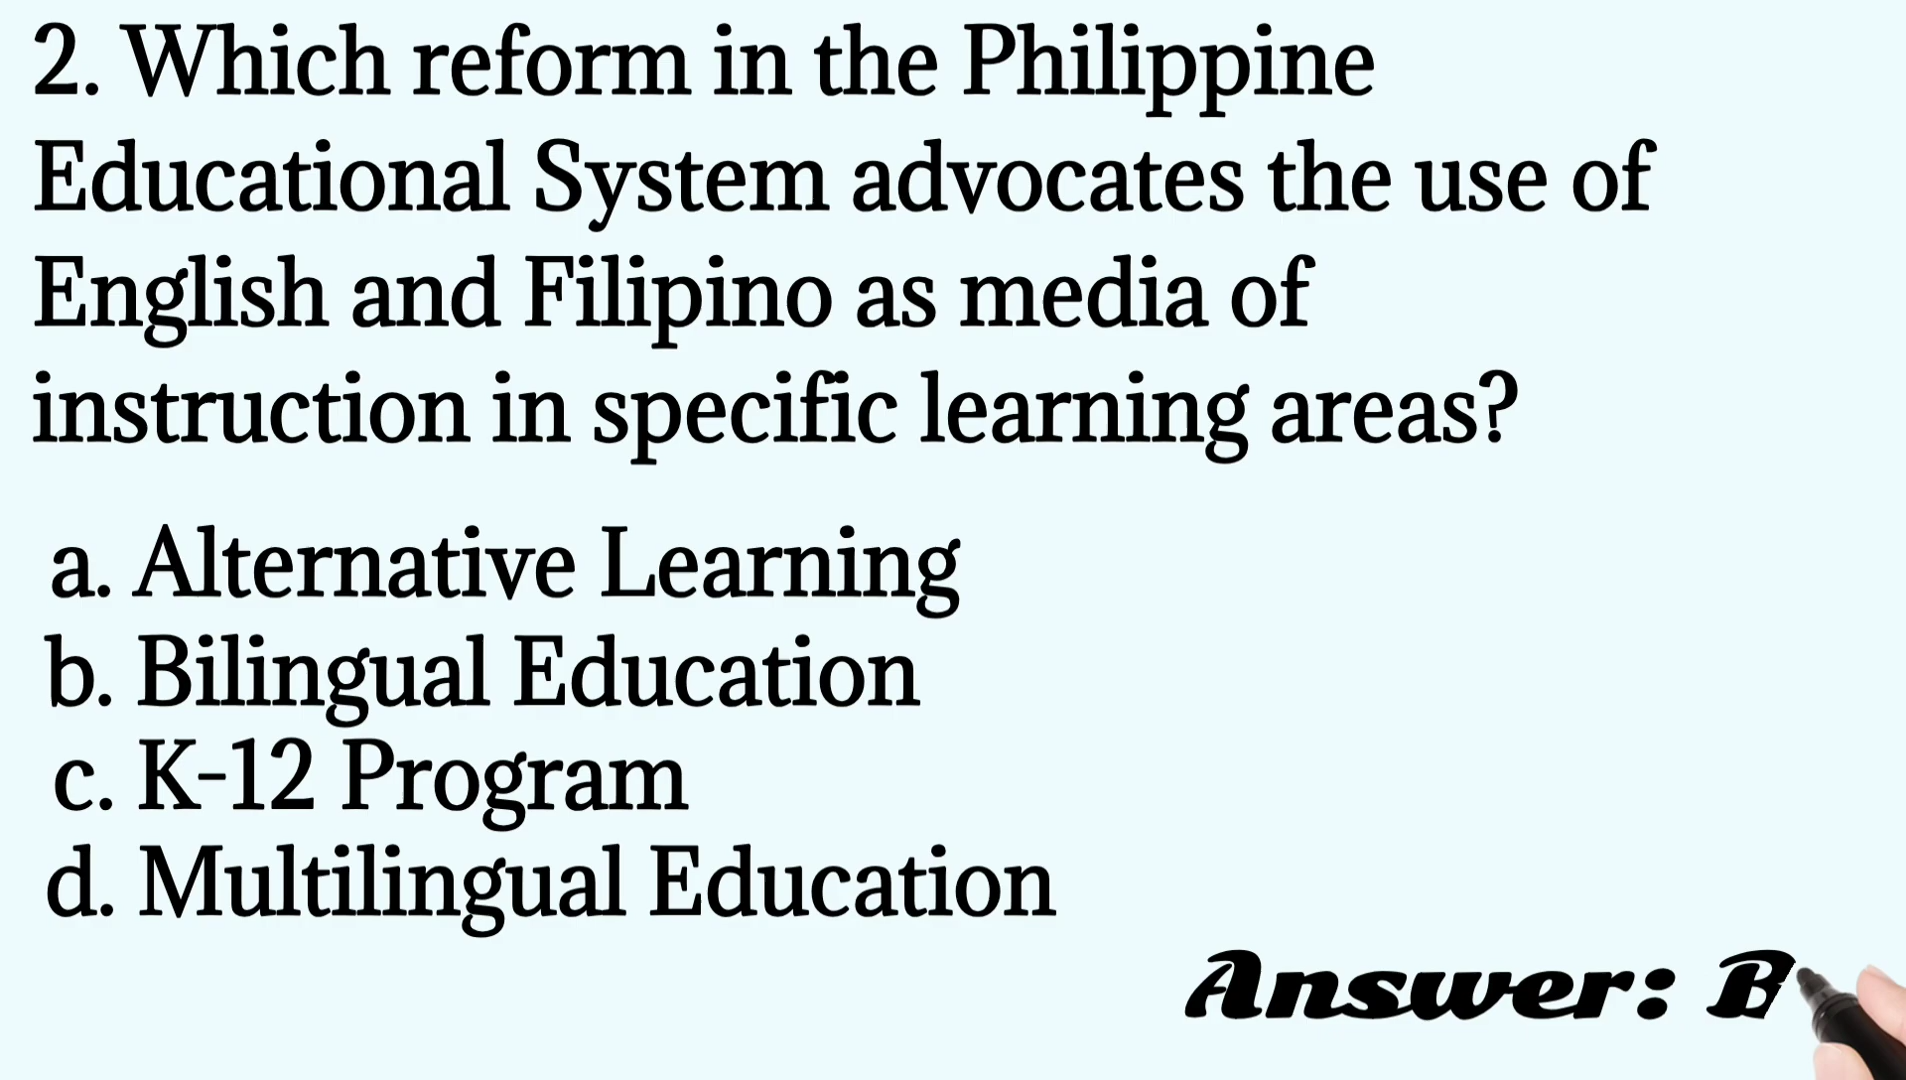 2. Which reform in the Philippine
Educational System advocates the use of
English and Filipino as media of
instruction in specific learning areas?
a. Alternative Learning
b. Bilingual Education
c. K-12 Program
d. Multilingual Education
Answer: B